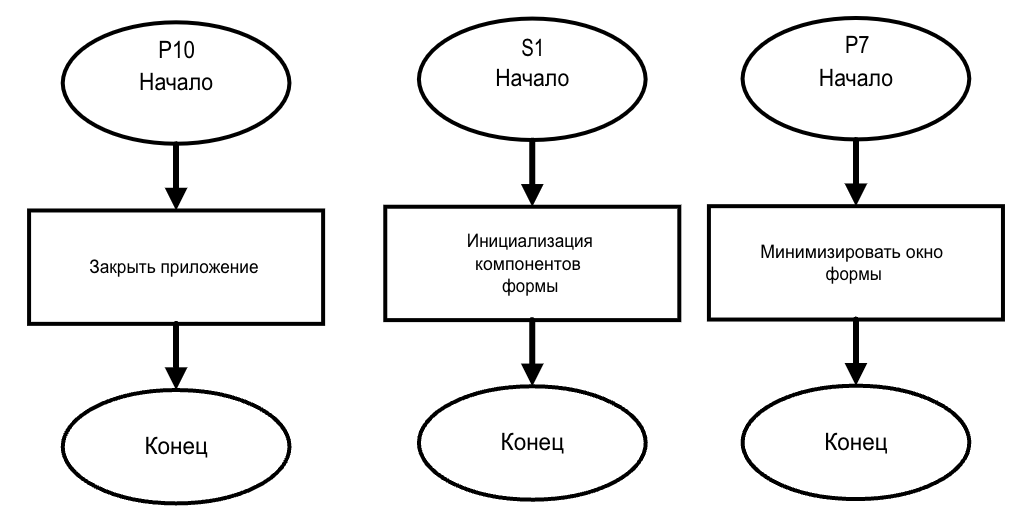 P10
Начало
Закрыть приложение
Конец
S1
Начало
Инициализация
компонентов
формы
Конец
P7
Начало
Минимизировать окно
формы
Конец